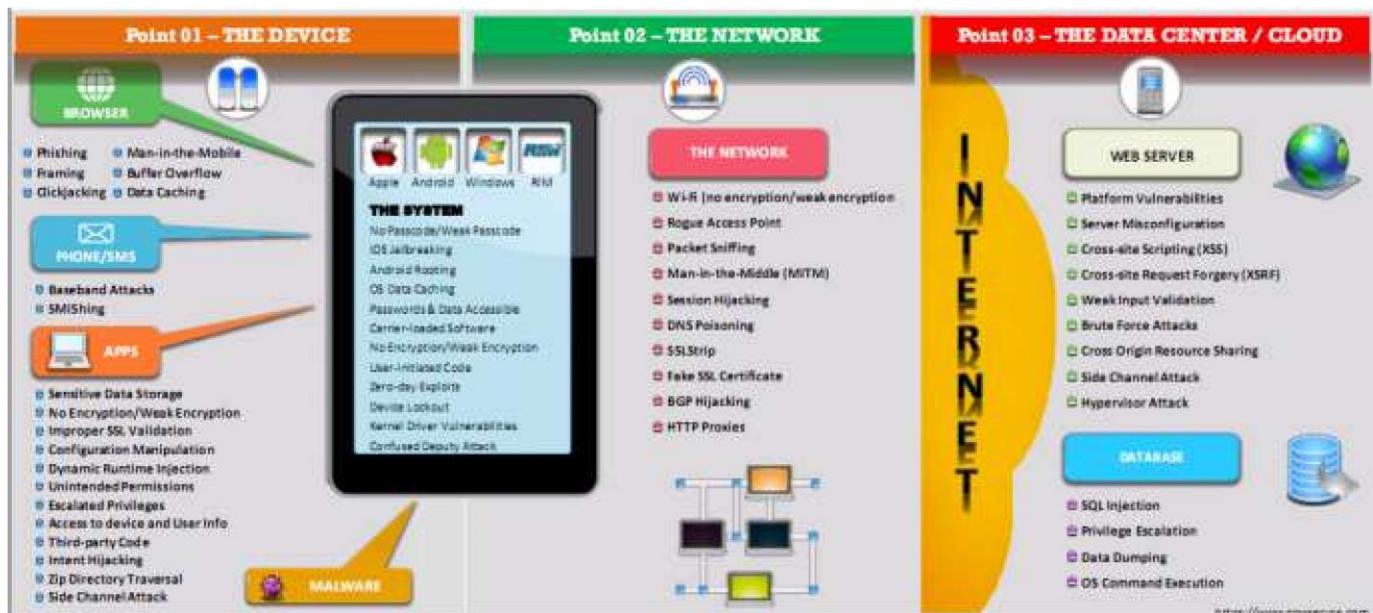 Point 01 – THE DEVICE
BROWSER
Phishing
Framing
Clickjacking
Man-in-the-Mobile
Buffer Overflow
Data Caching
PHONE/SMS
Baseband Attacks
SMIShing
APPS
Sensitive Data Storage
No Encryption/Weak Encryption
Improper SSL Validation
Configuration Manipulation
Dynamic Runtime Injection
Unintended Permissions
Escalated Privileges
Access to device and User Info
Third-party Code
Intent Hijacking
Zip Directory Traversal
Side Channel Attack
Apple Android Windows RIM
THE SYSTEM
No Passcode/Weak Passcode
iOS Jailbreaking
Android Rooting
OS Data Caching
Passwords & Data Accessible
Carrier-loaded Software
No Encryption/Weak Encryption
User-Initiated Code
Zero-day Exploits
Device Lockout
Kernel Driver Vulnerabilities
Confused Deputy Attack
MALWARE
Point 02 – THE NETWORK
THE NETWORK
Wi-Fi (no encryption/weak encryption
Rogue Access Point
Packet Sniffing
Man-in-the-Middle (MITM)
Session Hijacking
DNS Poisoning
SSLStrip
Fake SSL Certificate
BGP Hijacking
HTTP Proxies
Point 03 – THE DATA CENTER / CLOUD
INTERNET
WEB SERVER
Platform Vulnerabilities
Server Misconfiguration
Cross-site Scripting (XSS)
Cross-site Request Forgery (XSRF)
Weak Input Validation
Brute Force Attacks
Cross Origin Resource Sharing
Side Channel Attack
Hypervisor Attack
DATABASE
SQL Injection
Privilege Escalation
Data Dumping
OS Command Execution